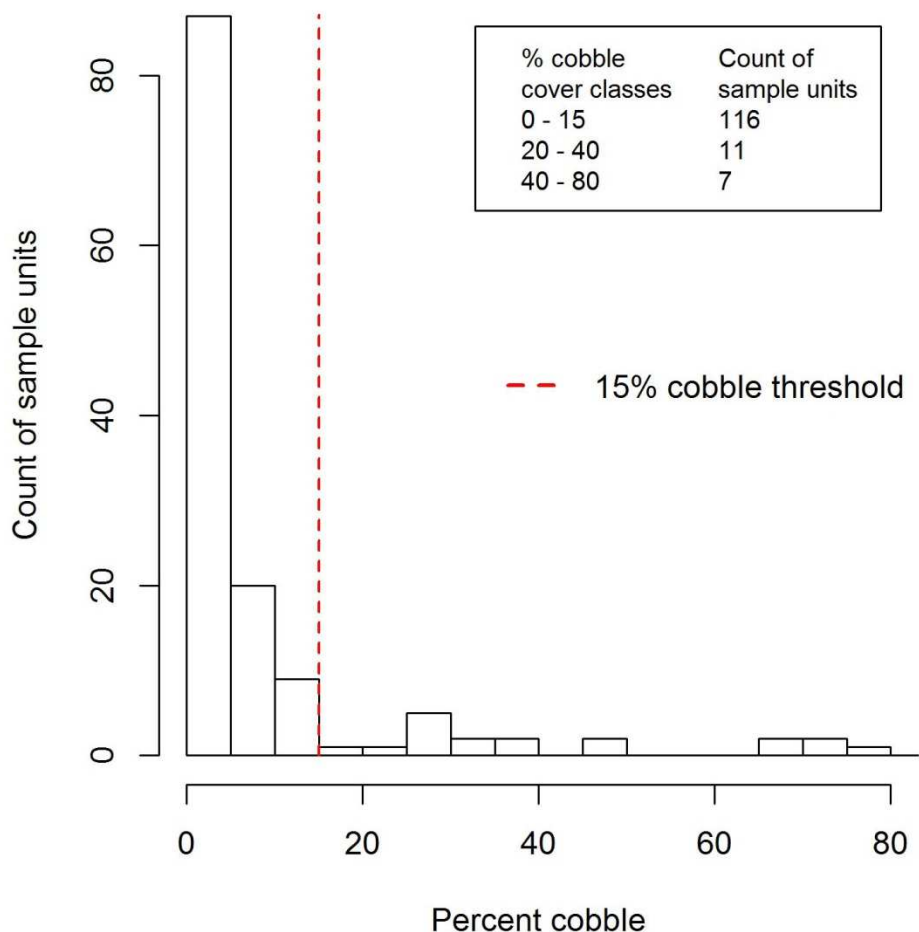 % cobble cover classes Count of sample units
0 - 15 116
20 - 40 11
40 - 80 7
15% cobble threshold
Count of sample units
80
60
40
20
0
0 20 40 60 80
Percent cobble